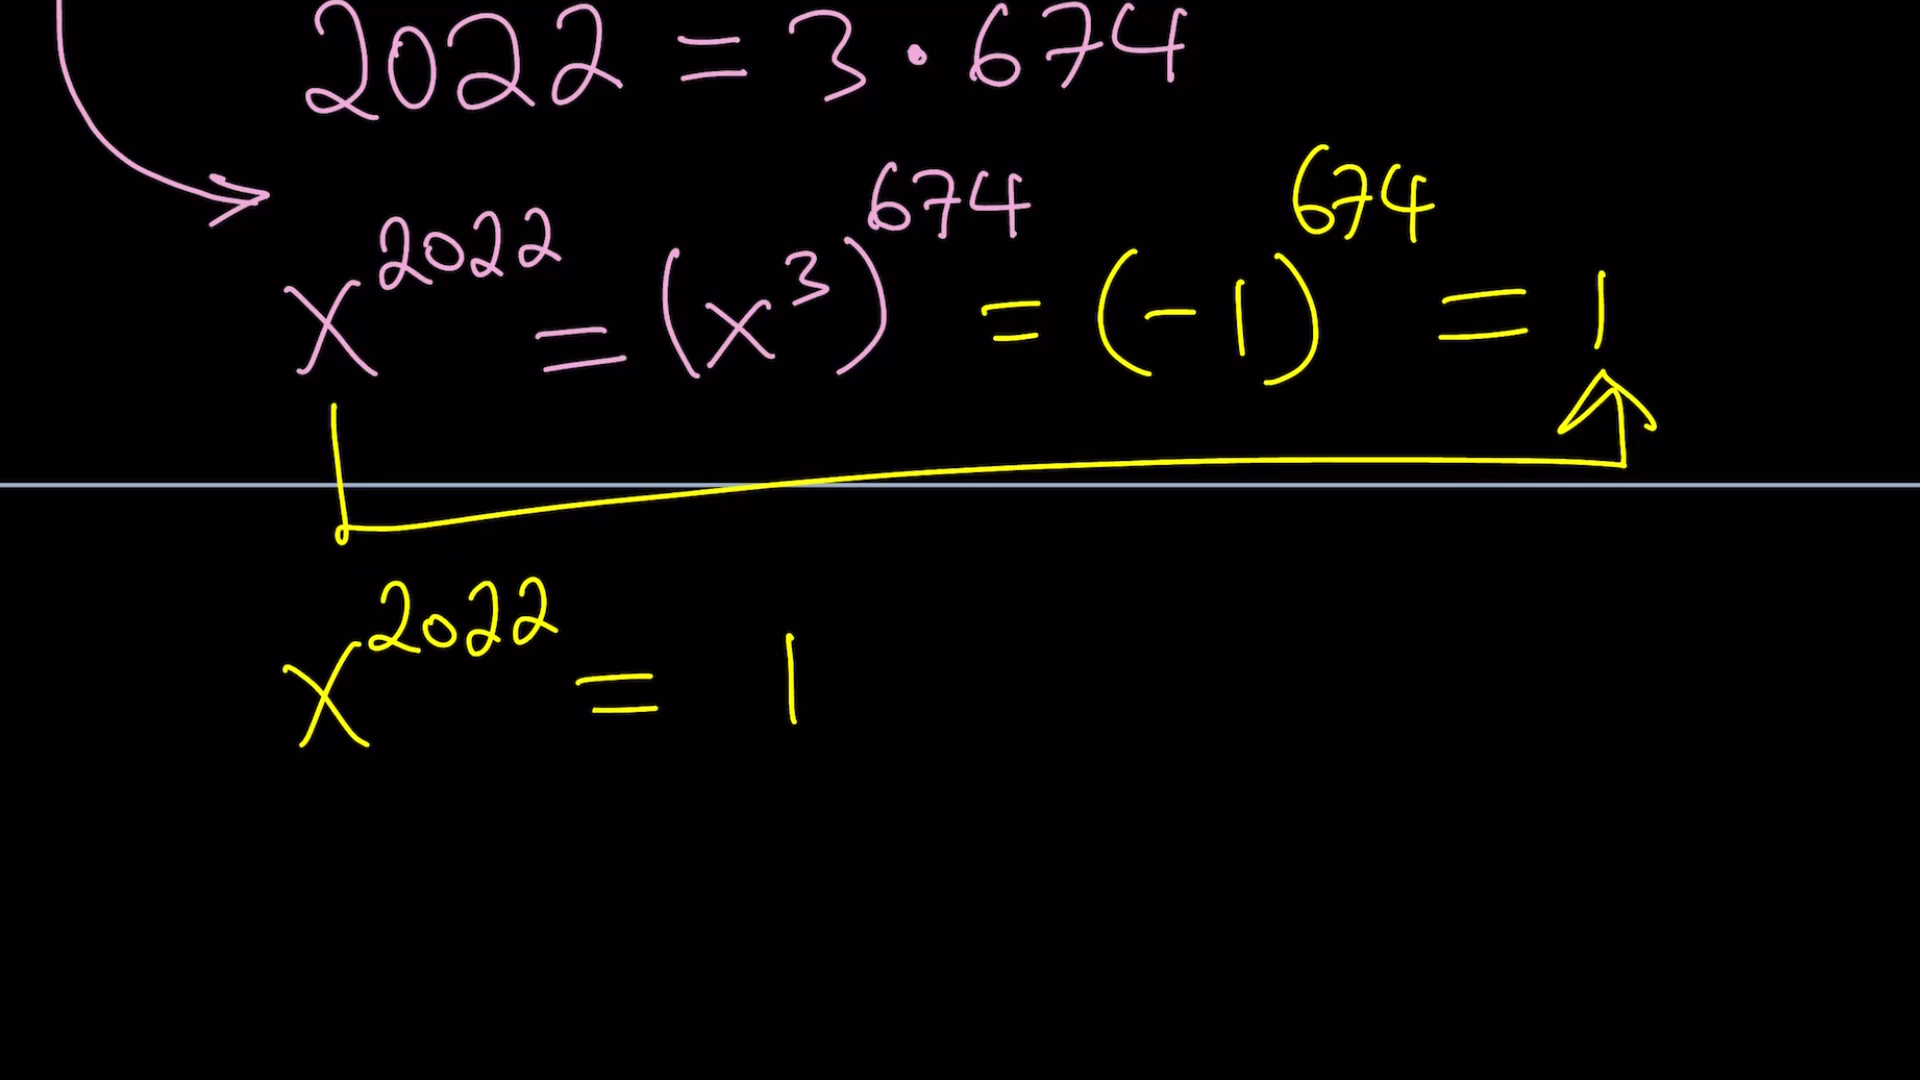 2022 = 3 · 674
x^2022 = (x^3)^674 = (-1)^674 = 1
x^2022 = 1